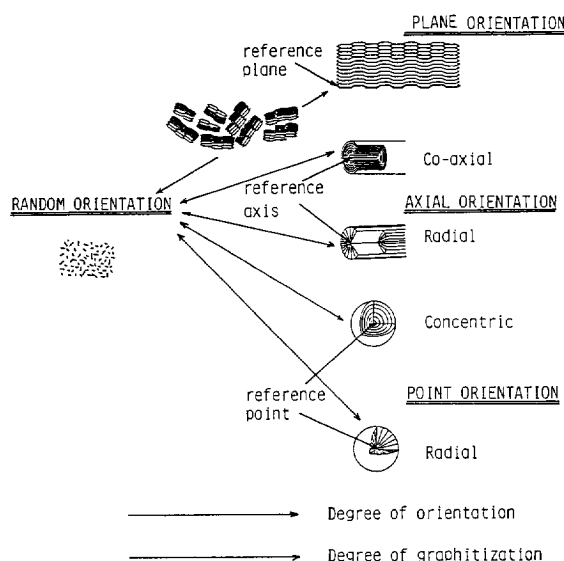 PLANE ORIENTATION
reference
plane
Co-axial
RANDOM ORIENTATION
reference
axis
AXIAL ORIENTATION
Radial
Concentric
reference
point
POINT ORIENTATION
Radial
Degree of orientation
Degree of graphitization